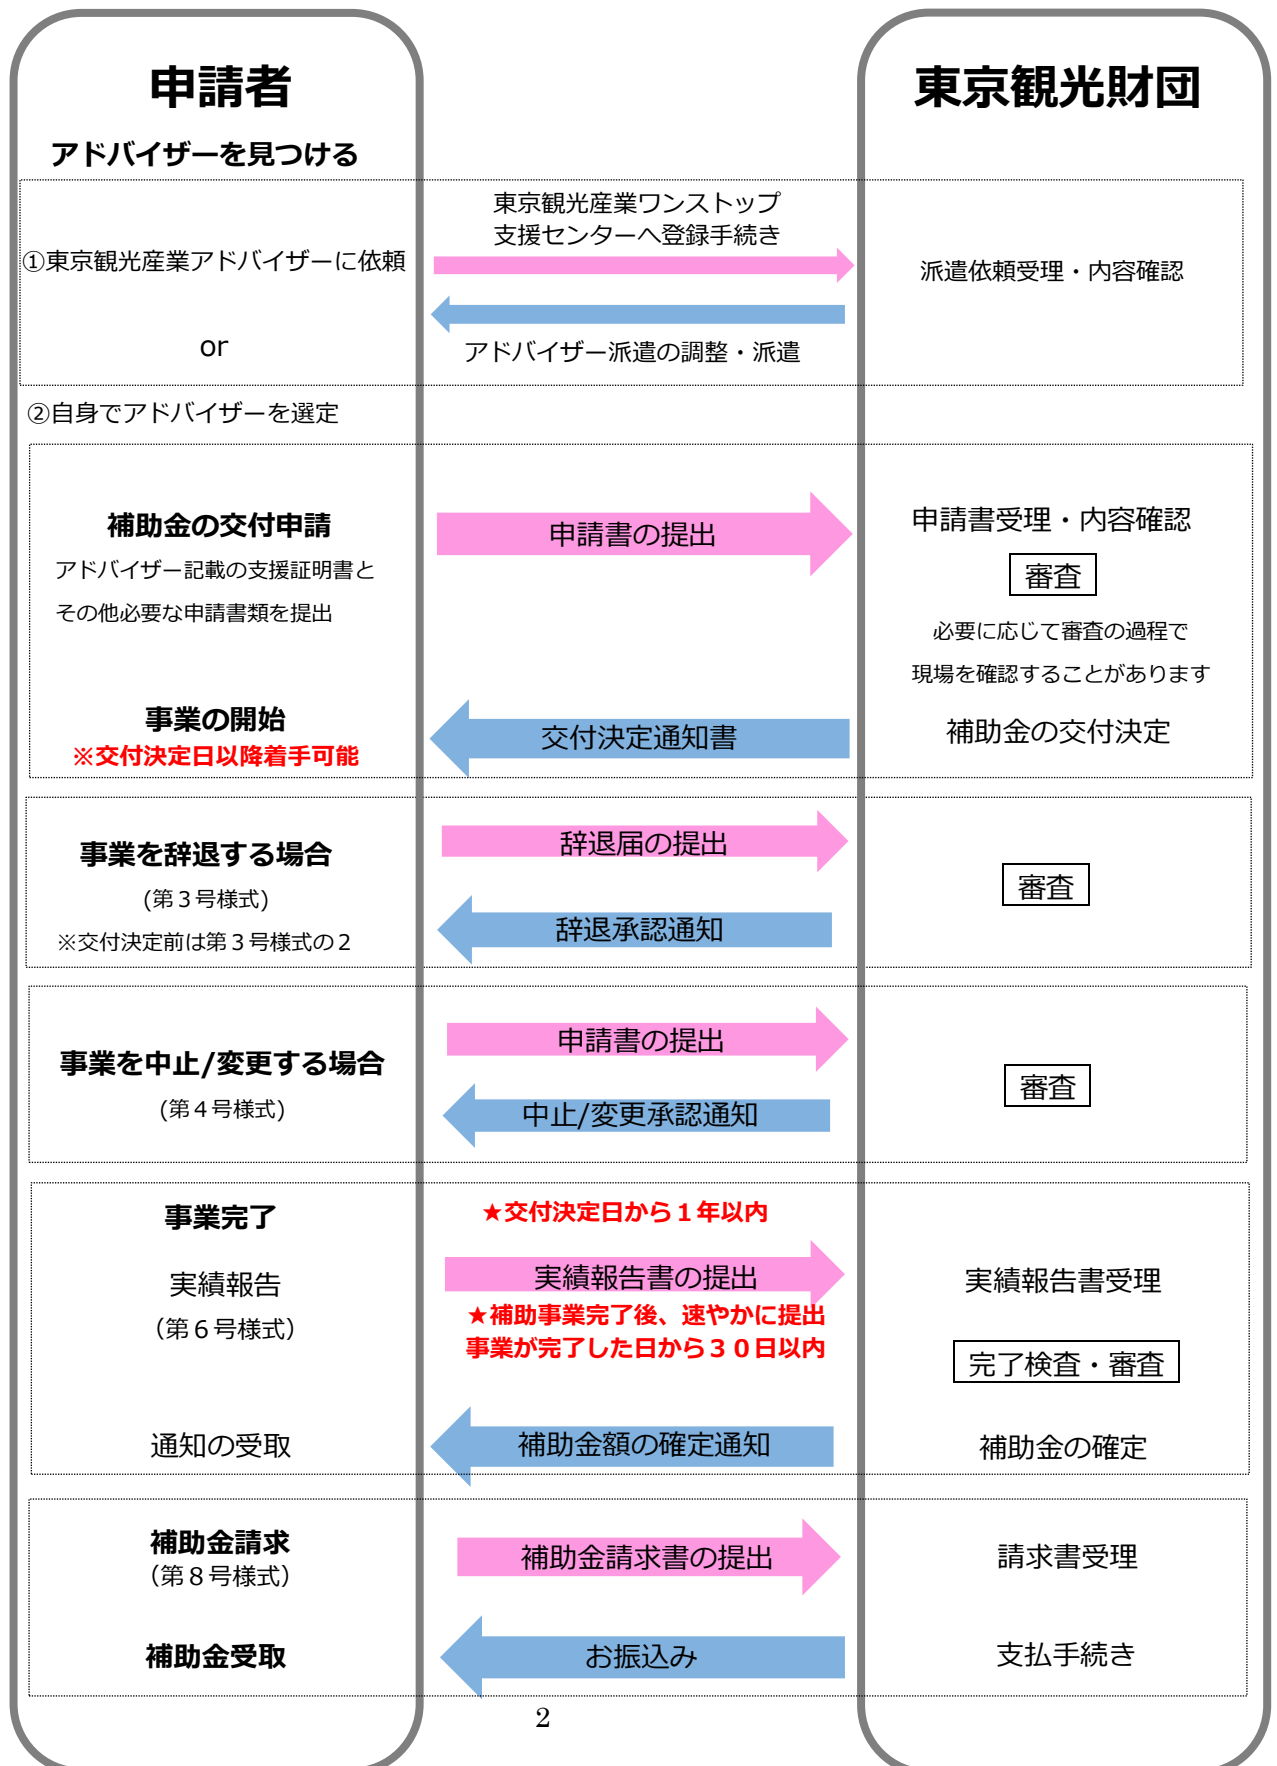 申請者
東京観光財団
アドバイザーを見つける
東京観光産業ワンストップ
支援センターへ登録手続き
①東京観光産業アドバイザーに依頼
派遣依頼受理・内容確認
or
アドバイザー派遣の調整・派遣
②自身でアドバイザーを選定
補助金の交付申請
アドバイザー記載の支援証明書と
その他必要な申請書類を提出
申請書の提出
申請書受理・内容確認
審査
必要に応じて審査の過程で
現場を確認することがあります
事業の開始
※交付決定日以降着手可能
交付決定通知書
補助金の交付決定
事業を辞退する場合
(第３号様式)
※交付決定前は第３号様式の２
辞退届の提出
辞退承認通知
審査
事業を中止/変更する場合
(第４号様式)
申請書の提出
中止/変更承認通知
審査
事業完了
★交付決定日から１年以内
実績報告
（第６号様式）
実績報告書の提出
★補助事業完了後、速やかに提出
事業が完了した日から３０日以内
実績報告書受理
完了検査・審査
通知の受取
補助金額の確定通知
補助金の確定
補助金請求
（第８号様式）
補助金請求書の提出
請求書受理
補助金受取
お振込み
支払手続き
2